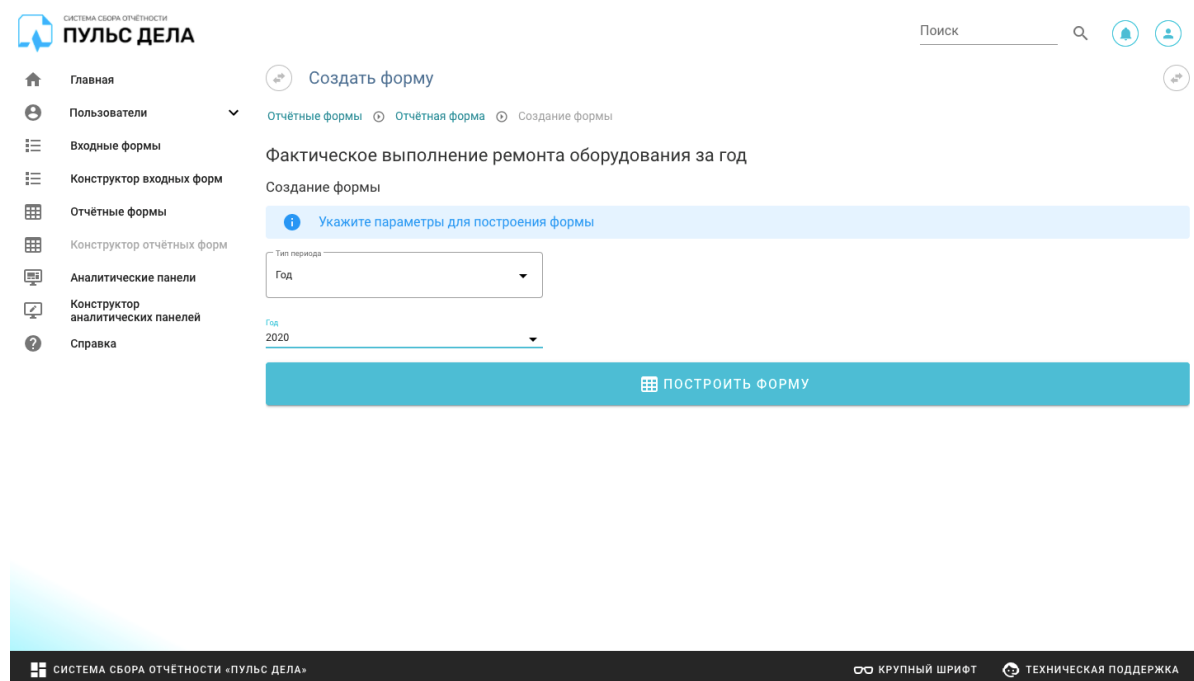 СИСТЕМА СБОРА ОТЧЁТНОСТИ
ПУЛЬС ДЕЛА
Поиск
Главная
Пользователи
Входные формы
Конструктор входных форм
Отчётные формы
Конструктор отчётных форм
Аналитические панели
Конструктор
аналитических панелей
Справка
Создать форму
Отчётные формы Отчётная форма Создание формы
Фактическое выполнение ремонта оборудования за год
Создание формы
Укажите параметры для построения формы
Тип периода
Год
Год
2020
ПОСТРОИТЬ ФОРМУ
СИСТЕМА СБОРА ОТЧЁТНОСТИ «ПУЛЬС ДЕЛА»
КРУПНЫЙ ШРИФТ
ТЕХНИЧЕСКАЯ ПОДДЕРЖКА